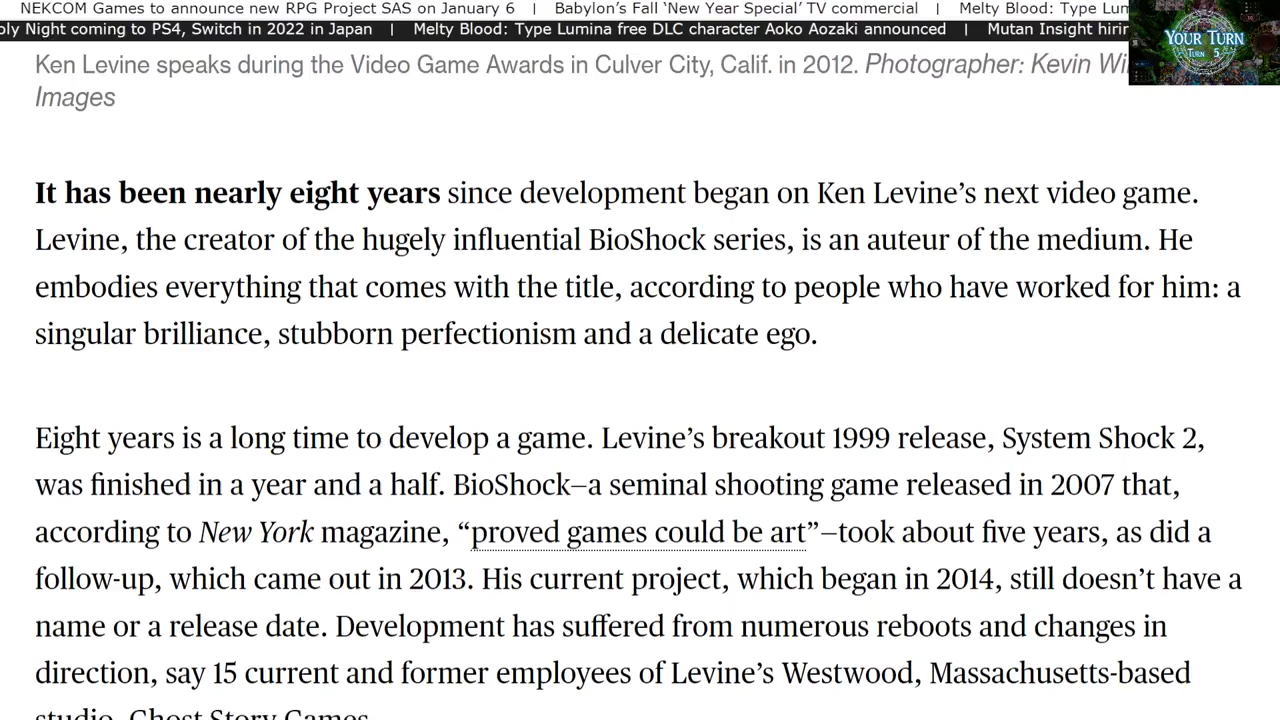 NEKCOM Games to announce new RPG Project SAS on January 6 | Babylon's Fall 'New Year Special' TV commercial | Melty Blood: Type
Night coming to PS4, Switch in 2022 in Japan | Melty Blood: Type Lumina free DLC character Aoko Aozaki announced | Mutan Insight
YOUR TURN
TURN 5
Ken Levine speaks during the Video Game Awards in Culver City, Calif. in 2012. Photographer: Kevin
Images
It has been nearly eight years since development began on Ken Levine’s next video game.
Levine, the creator of the hugely influential BioShock series, is an auteur of the medium. He
embodies everything that comes with the title, according to people who have worked for him: a
singular brilliance, stubborn perfectionism and a delicate ego.
Eight years is a long time to develop a game. Levine’s breakout 1999 release, System Shock 2,
was finished in a year and a half. BioShock—a seminal shooting game released in 2007 that,
according to New York magazine, “proved games could be art”—took about five years, as did a
follow-up, which came out in 2013. His current project, which began in 2014, still doesn’t have a
name or a release date. Development has suffered from numerous reboots and changes in
direction, say 15 current and former employees of Levine’s Westwood, Massachusetts-based
studio, Ghost Story Games.